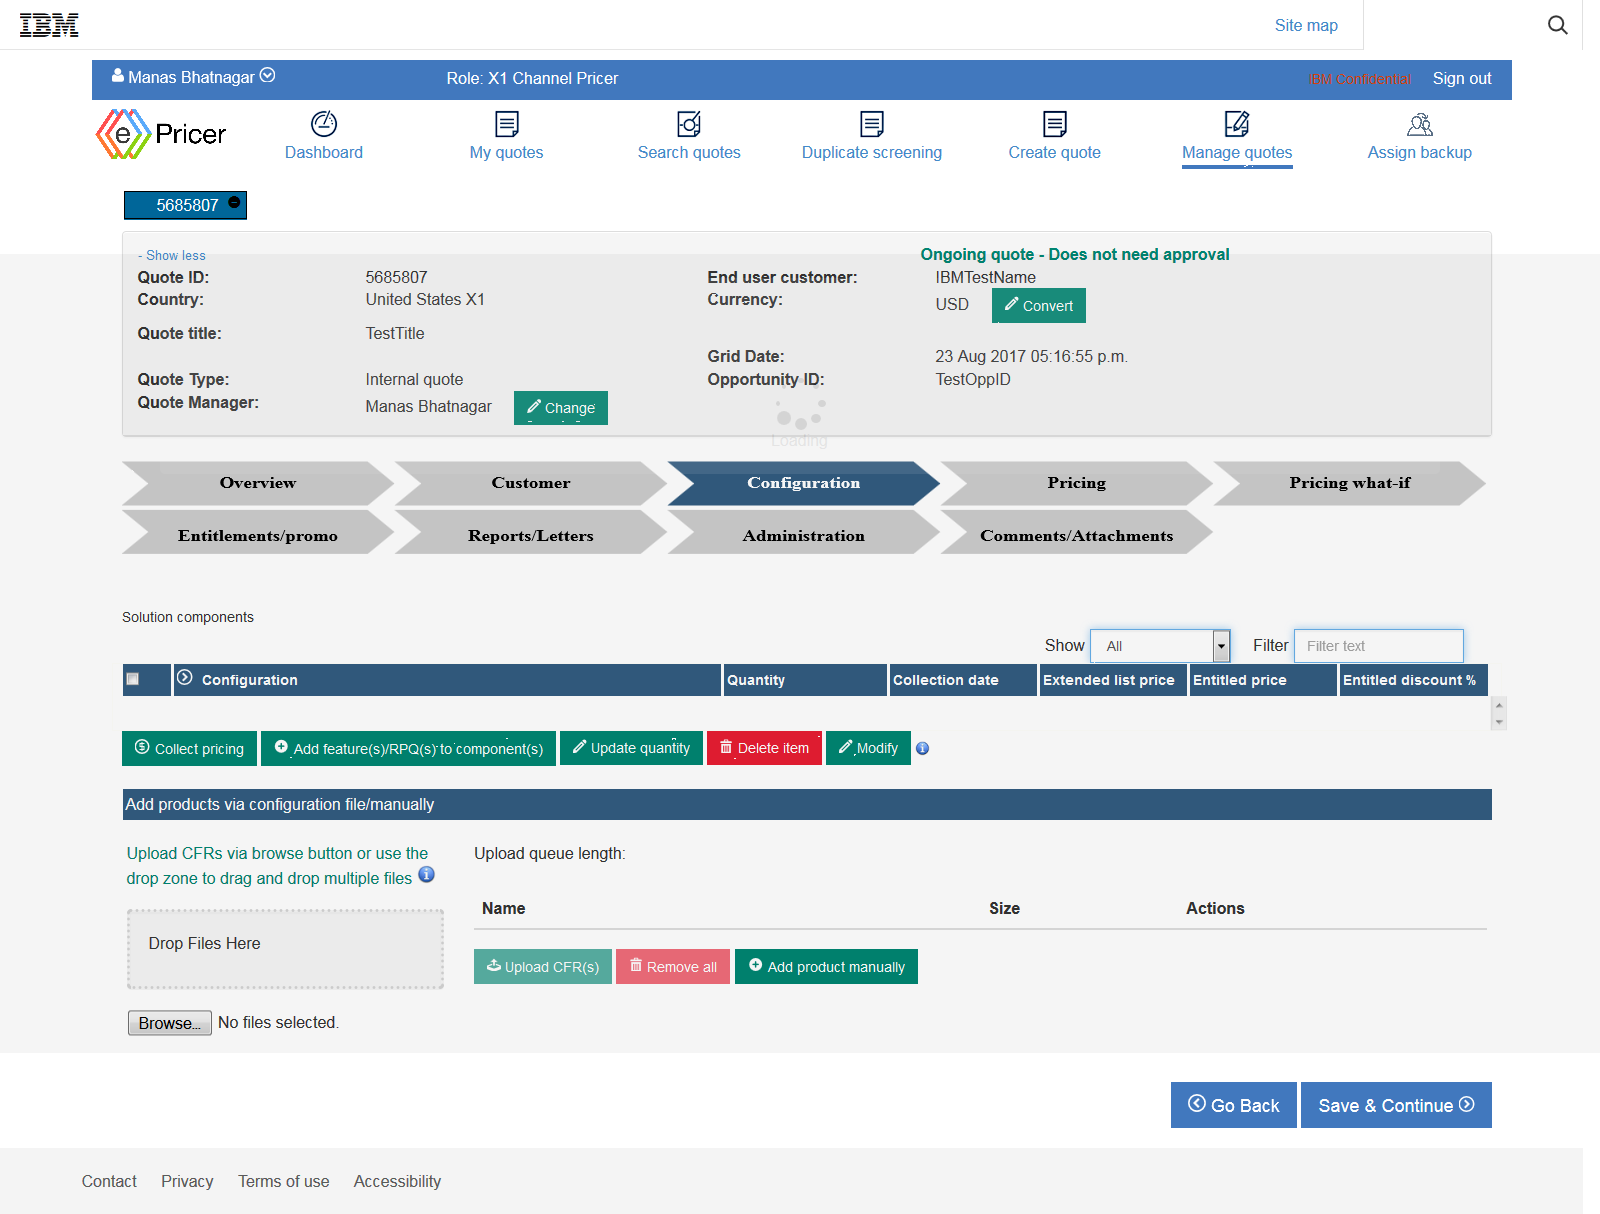 IBM
Site map
Manas Bhatnagar
Role: X1 Channel Pricer
IBM Confidential
Sign out
e Pricer
Dashboard
My quotes
Search quotes
Duplicate screening
Create quote
Manage quotes
Assign backup
5685807
- Show less
Ongoing quote - Does not need approval
Quote ID: 5685807
End user customer: IBMTestName
Country: United States X1
Currency: USD
Convert
Quote title: TestTitle
Grid Date: 23 Aug 2017 05:16:55 p.m.
Quote Type: Internal quote
Opportunity ID: TestOppID
Quote Manager: Manas Bhatnagar
Change
Loading
Overview
Customer
Configuration
Pricing
Pricing what-if
Entitlements/promo
Reports/Letters
Administration
Comments/Attachments
Solution components
Show All
Filter Filter text
Configuration
Quantity
Collection date
Extended list price
Entitled price
Entitled discount %
Collect pricing
Add feature(s)/RPQ(s) to component(s)
Update quantity
Delete item
Modify
Add products via configuration file/manually
Upload CFRs via browse button or use the
drop zone to drag and drop multiple files
Upload queue length:
Name
Size
Actions
Drop Files Here
Upload CFR(s)
Remove all
Add product manually
Browse... No files selected.
Go Back
Save & Continue
Contact
Privacy
Terms of use
Accessibility